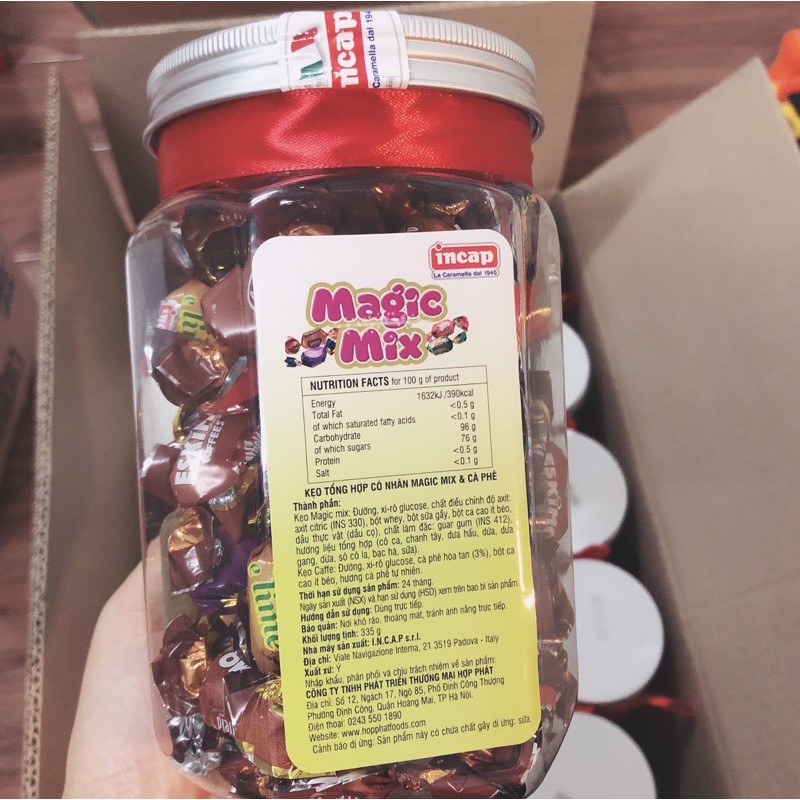 incap
Caramella dal 194
incap
La Caramella dal 1940
Magic
Mix
NUTRITION FACTS for 100 g of product
Energy 1632kJ /390kcal
Total Fat <0.5 g
of which saturated fatty acids <0.1 g
Carbohydrate 96 g
of which sugars 76 g
Protein <0.5 g
Salt <0.1 g
KẸO TỔNG HỢP CÓ NHÂN MAGIC MIX & CÀ PHÊ
Thành phần:
Kẹo Magic mix: Đường, xi-rô glucose, chất điều chỉnh độ axit:
axit citric (INS 330), bột whey, bột sữa gầy, bột ca cao ít béo,
dầu thực vật (dầu cọ), chất làm đặc: guar gum (INS 412),
hương liệu tổng hợp (cỏ ca, chanh tây, dưa hấu, dứa, dưa
gang, dừa, sô cô la, bạc hà, sữa).
Kẹo Caffe: Đường, xi-rô glucose, cà phê hòa tan (3%), bột ca
cao ít béo, hương cà phê tự nhiên.
Thời hạn sử dụng sản phẩm: 24 tháng.
Ngày sản xuất (NSX) và hạn sử dụng (HSD) xem trên bao bì sản phẩm.
Hướng dẫn sử dụng: Dùng trực tiếp.
Bảo quản: Nơi khô ráo, thoáng mát, tránh ánh nắng trực tiếp.
Khối lượng tịnh: 335 g
Nhà máy sản xuất: I.N.C.A.P s.r.l.
Địa chỉ: Viale Navigazione Interna, 21 3519 Padova - Italy
Xuất xứ: Ý
Nhập khẩu, phân phối và chịu trách nhiệm về sản phẩm:
CÔNG TY TNHH PHÁT TRIỂN THƯƠNG MẠI HỢP PHÁT
Địa chỉ: Số 12, Ngách 17, Ngõ 85, Phố Định Công Thượng
Phường Định Công, Quận Hoàng Mai, TP Hà Nội.
Điện thoại: 0243 550 1890
Website: www.hopphatfoods.com
Cảnh báo dị ứng: Sản phẩm này có chứa chất gây dị ứng: sữa.
lime